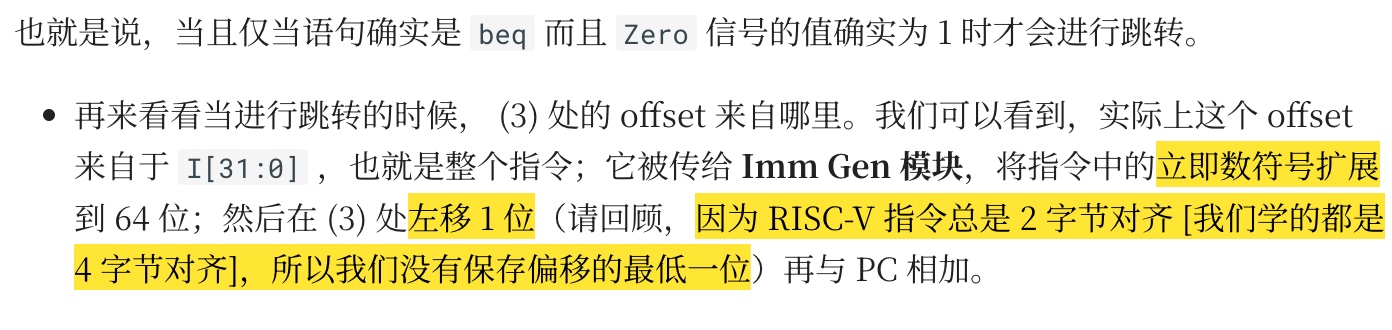 也就是说，当且仅当语句确实是 beq 而且 Zero 信号的值确实为 1 时才会进行跳转。
• 再来看看当进行跳转的时候， (3) 处的 offset 来自哪里。我们可以看到，实际上这个 offset
来自于 I[31:0] ，也就是整个指令；它被传给 Imm Gen 模块，将指令中的立即数符号扩展
到 64 位；然后在 (3) 处左移 1 位（请回顾，因为 RISC-V 指令总是 2 字节对齐 [我们学的都是
4 字节对齐]，所以我们没有保存偏移的最低一位）再与 PC 相加。